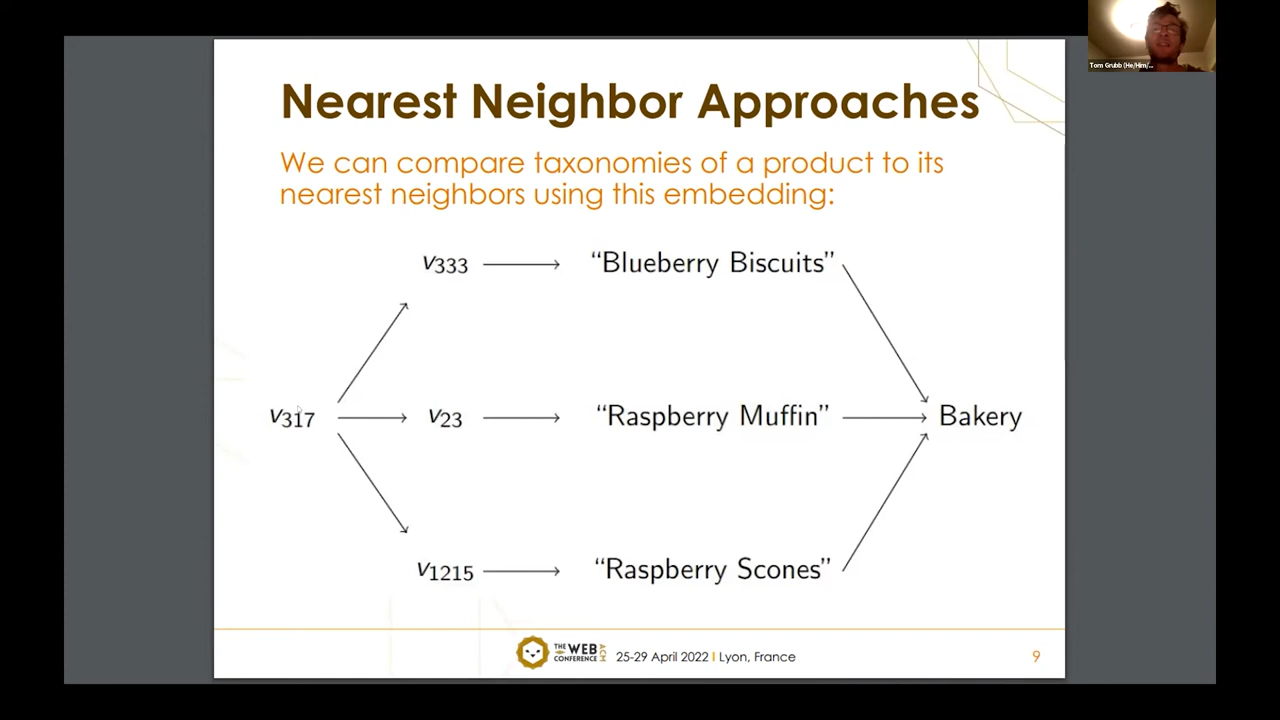 Tom Grubb (He/Him/...
Nearest Neighbor Approaches
We can compare taxonomies of a product to its
nearest neighbors using this embedding:
v333 “Blueberry Biscuits”
v317 v23 “Raspberry Muffin” Bakery
v1215 “Raspberry Scones”
THE WEB CONFERENCE ACM 25-29 April 2022 I Lyon, France 9